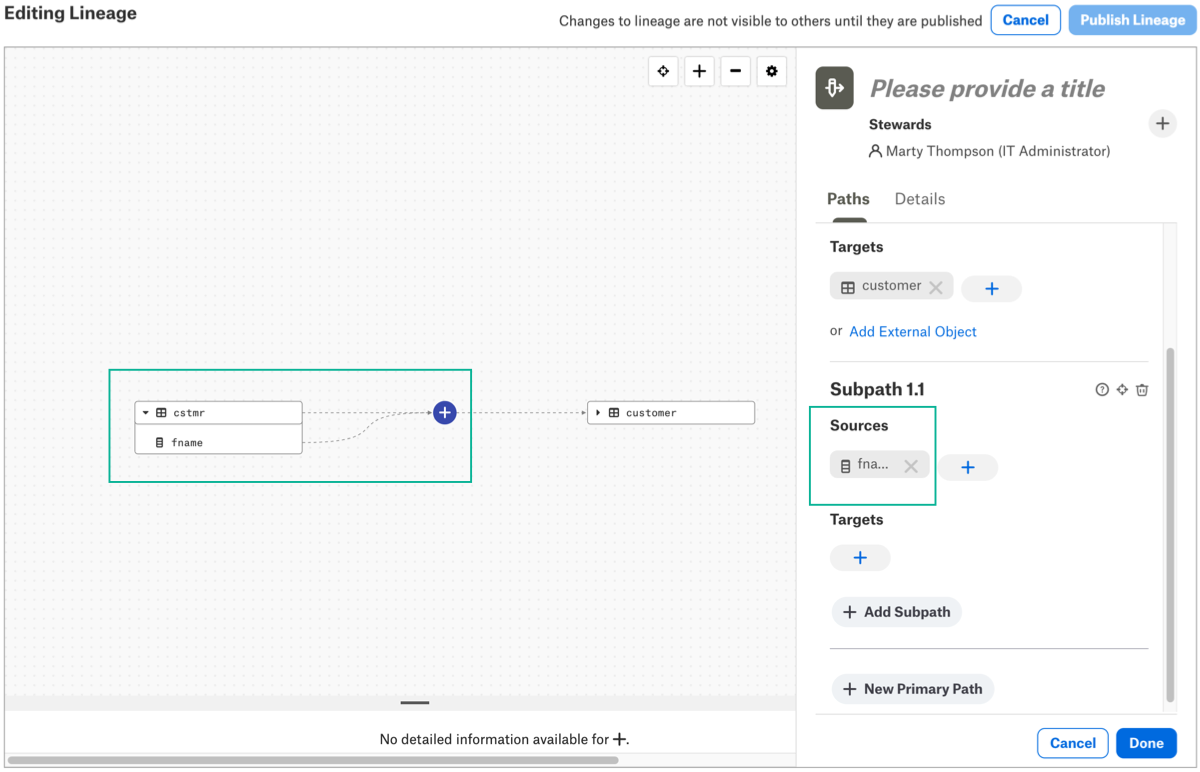 Editing Lineage
Changes to lineage are not visible to others until they are published
Cancel
Publish Lineage
Please provide a title
Stewards
Marty Thompson (IT Administrator)
Paths
Details
Targets
customer
or Add External Object
Subpath 1.1
Sources
fna...
Targets
Add Subpath
New Primary Path
Cancel
Done
cstmr
fname
customer
No detailed information available for +.